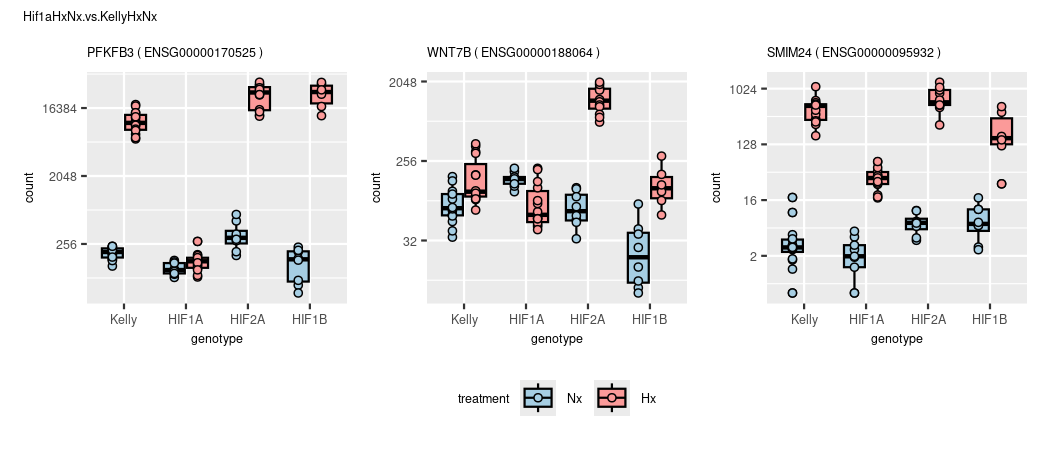 Hif1aHxNx.vs.KellyHxNx
PFKFB3 ( ENSG00000170525 )
count
16384
2048
256
Kelly HIF1A HIF2A HIF1B
genotype
WNT7B ( ENSG00000188064 )
count
2048
256
32
Kelly HIF1A HIF2A HIF1B
genotype
SMIM24 ( ENSG00000095932 )
count
1024
128
16
2
Kelly HIF1A HIF2A HIF1B
genotype
treatment Nx Hx